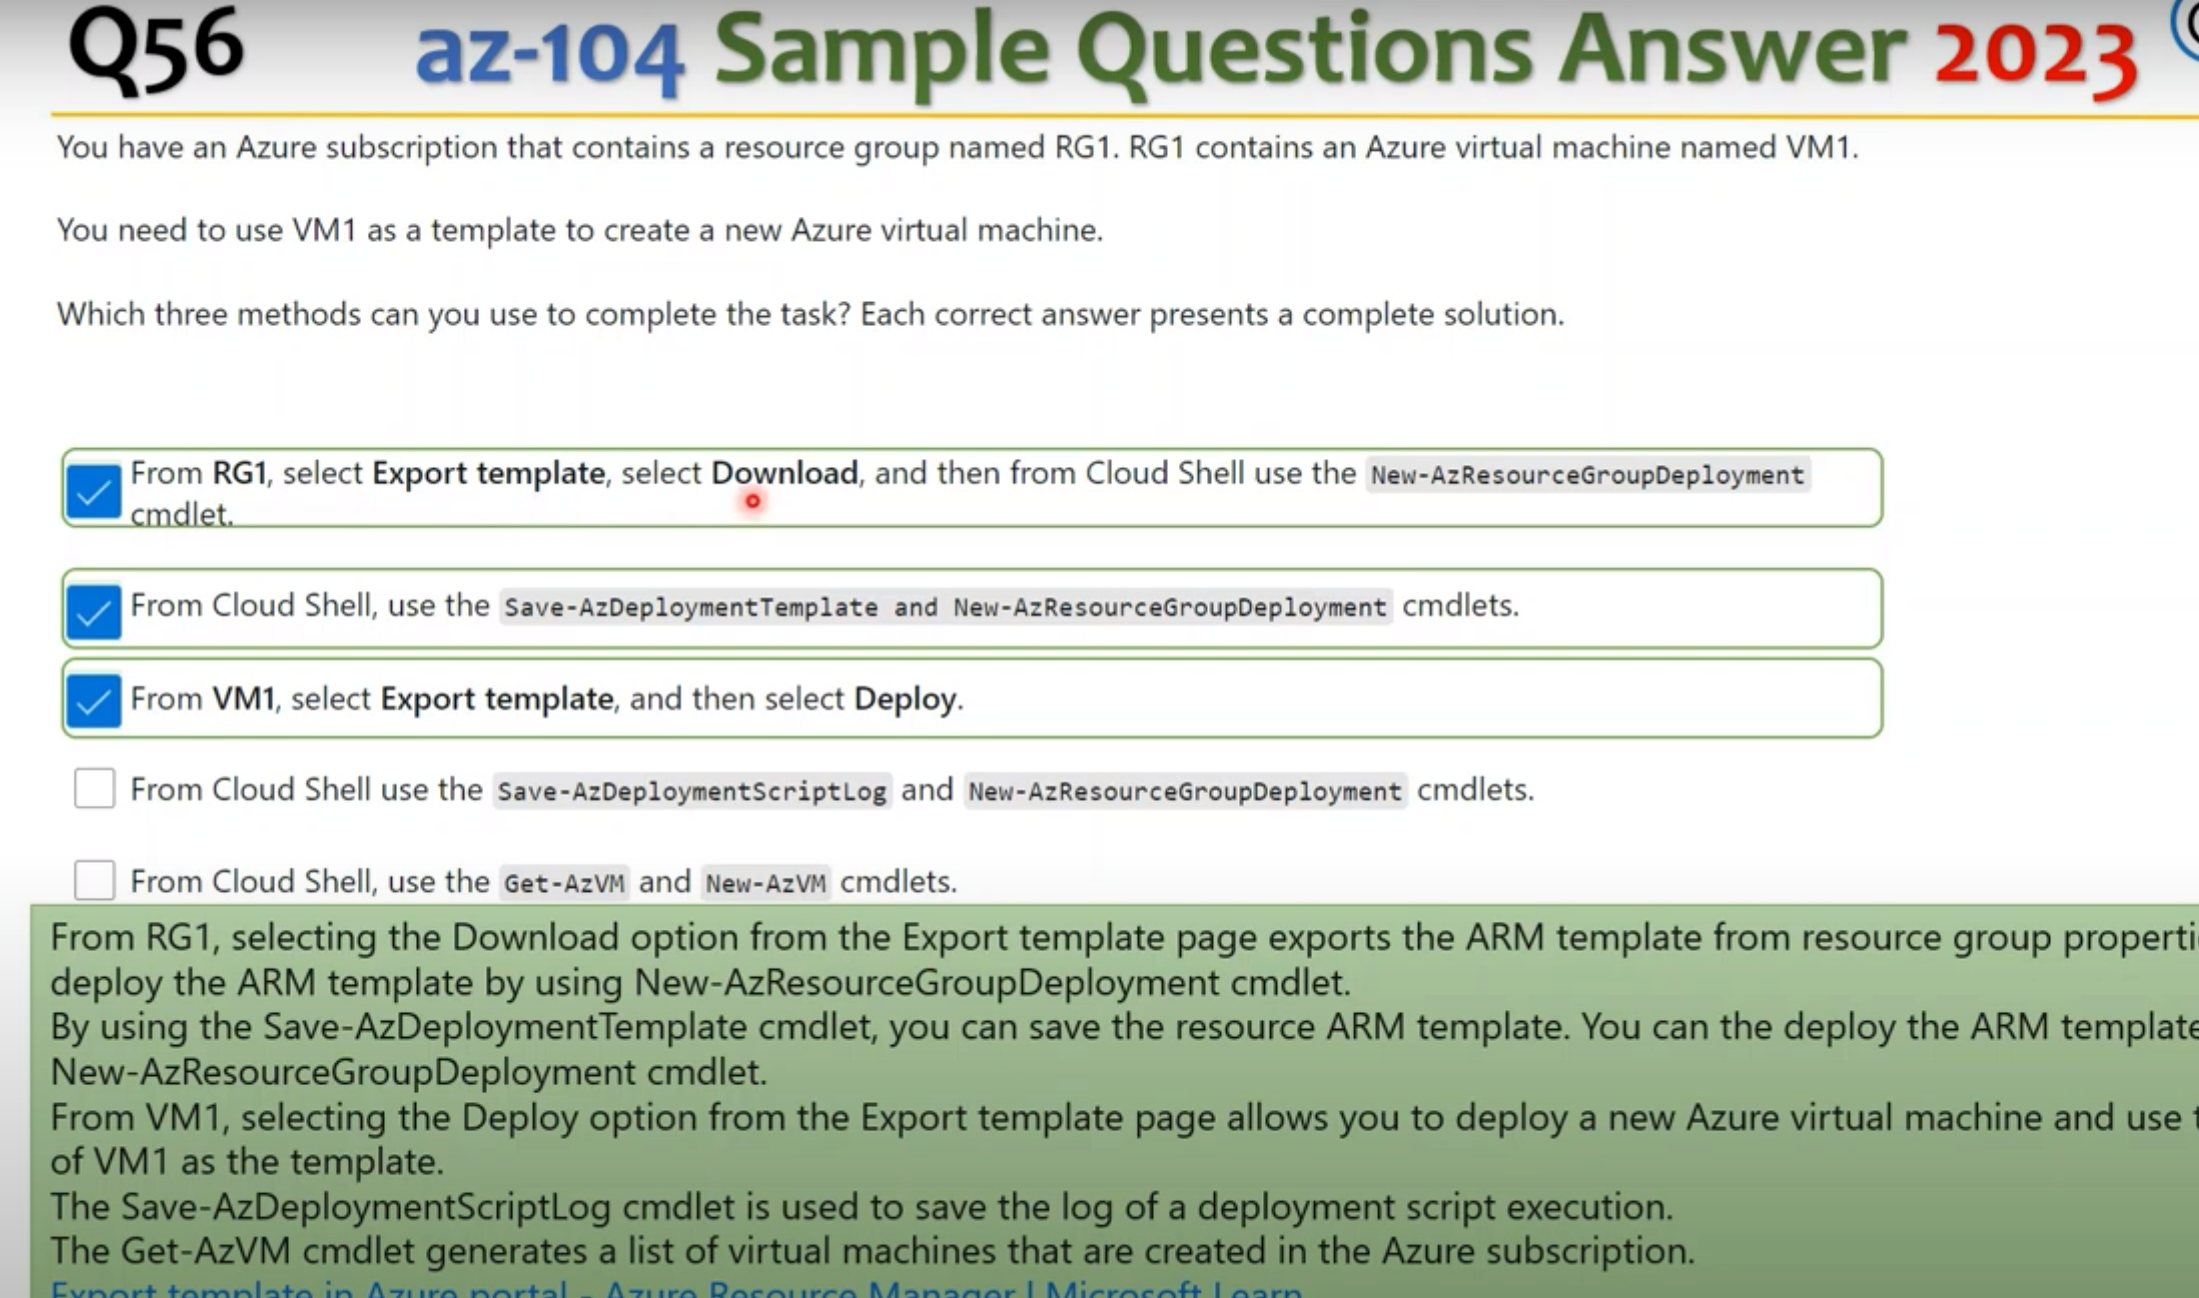 Q56 az-104 Sample Questions Answer 2023
You have an Azure subscription that contains a resource group named RG1. RG1 contains an Azure virtual machine named VM1.
You need to use VM1 as a template to create a new Azure virtual machine.
Which three methods can you use to complete the task? Each correct answer presents a complete solution.
From RG1, select Export template, select Download, and then from Cloud Shell use the New-AzResourceGroupDeployment
cmdlet.
From Cloud Shell, use the Save-AzDeploymentTemplate and New-AzResourceGroupDeployment cmdlets.
From VM1, select Export template, and then select Deploy.
From Cloud Shell use the Save-AzDeploymentScriptLog and New-AzResourceGroupDeployment cmdlets.
From Cloud Shell, use the Get-AzVM and New-AzVM cmdlets.
From RG1, selecting the Download option from the Export template page exports the ARM template from resource group
deploy the ARM template by using New-AzResourceGroupDeployment cmdlet.
By using the Save-AzDeploymentTemplate cmdlet, you can save the resource ARM template. You can the deploy the ARM template
New-AzResourceGroupDeployment cmdlet.
From VM1, selecting the Deploy option from the Export template page allows you to deploy a new Azure virtual machine and use
of VM1 as the template.
The Save-AzDeploymentScriptLog cmdlet is used to save the log of a deployment script execution.
The Get-AzVM cmdlet generates a list of virtual machines that are created in the Azure subscription.
Export template in Azure portal - Azure Resource Manager | Microsoft Learn